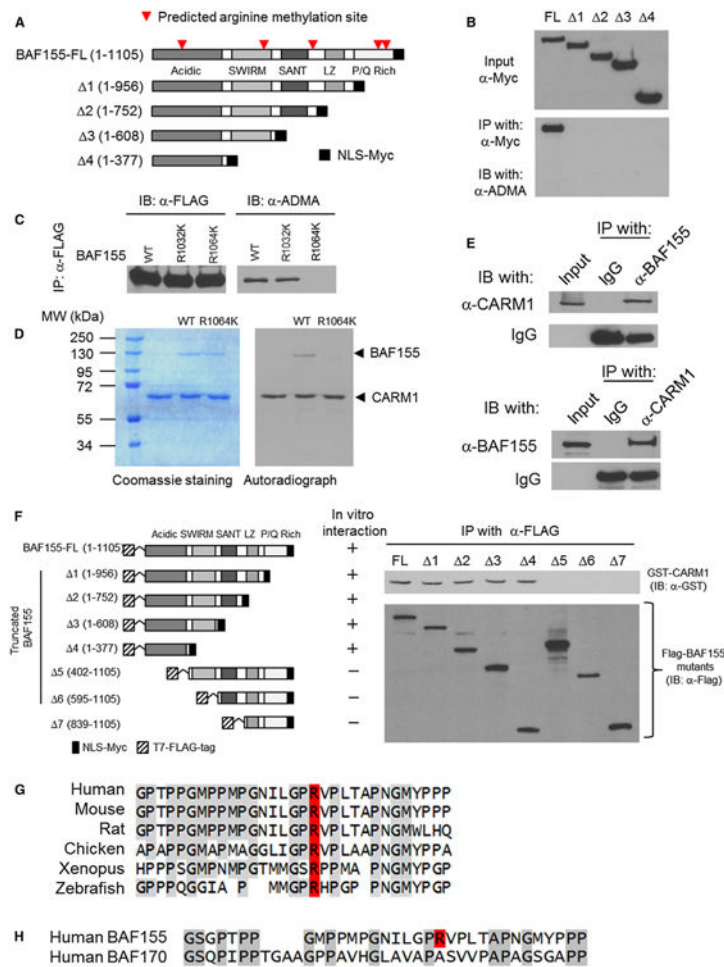 A
Predicted arginine methylation site
BAF155-FL (1-1105)
Acidic SWIRM SANT LZ P/Q Rich
Δ1 (1-956)
Δ2 (1-752)
Δ3 (1-608)
Δ4 (1-377)
NLS-Myc
B
FL Δ1 Δ2 Δ3 Δ4
Input
α-Myc
IP with:
α-Myc
IB with:
α-ADMA
C
IB: α-FLAG IB: α-ADMA
BAF155 WT R1032K R1064K WT R1032K R1064K
IP: α-FLAG
D
MW (kDa)
WT R1064K WT R1064K
250
130
95
72
55
34
BAF155
CARM1
Coomassie staining Autoradiograph
E
IP with:
IB with: Input IgG α-BAF155
α-CARM1
IgG
IP with:
IB with: Input IgG α-CARM1
α-BAF155
IgG
F
In vitro
interaction
Acidic SWIRM SANT LZ P/Q Rich
BAF155-FL (1-1105) +
Truncated
BAF155
Δ1 (1-956) +
Δ2 (1-752) +
Δ3 (1-608) +
Δ4 (1-377) +
Δ5 (402-1105) −
Δ6 (595-1105) −
Δ7 (839-1105) −
NLS-Myc T7-FLAG-tag
IP with α-FLAG
FL Δ1 Δ2 Δ3 Δ4 Δ5 Δ6 Δ7
GST-CARM1
(IB: α-GST)
Flag-BAF155
mutants
(IB: α-Flag)
G
Human GPTPPGMPPMPGNILGPRVPLTAPNGMYPPP
Mouse GPTPPGMPPMPGNILGPRVPLTAPNGMYPPP
Rat GPTPPGMPPMPGNILGPRVPLTAPNGMWLHQ
Chicken APAPPGMAPMAGGLIGPRVPLAAPNGMYPPA
Xenopus HPPPSGMPNMPGTMMGSRPPMA PNGMYPGP
Zebrafish GPPPQGGIA P MMGPRHPGP PNGMYPGP
H
Human BAF155 GSGPTPP GMPPMPGNILGPRVPLTAPNGMYPPP
Human BAF170 GSQPIPPTGAAGPPAVHGLAVAPASVVPAPAGSGAPP